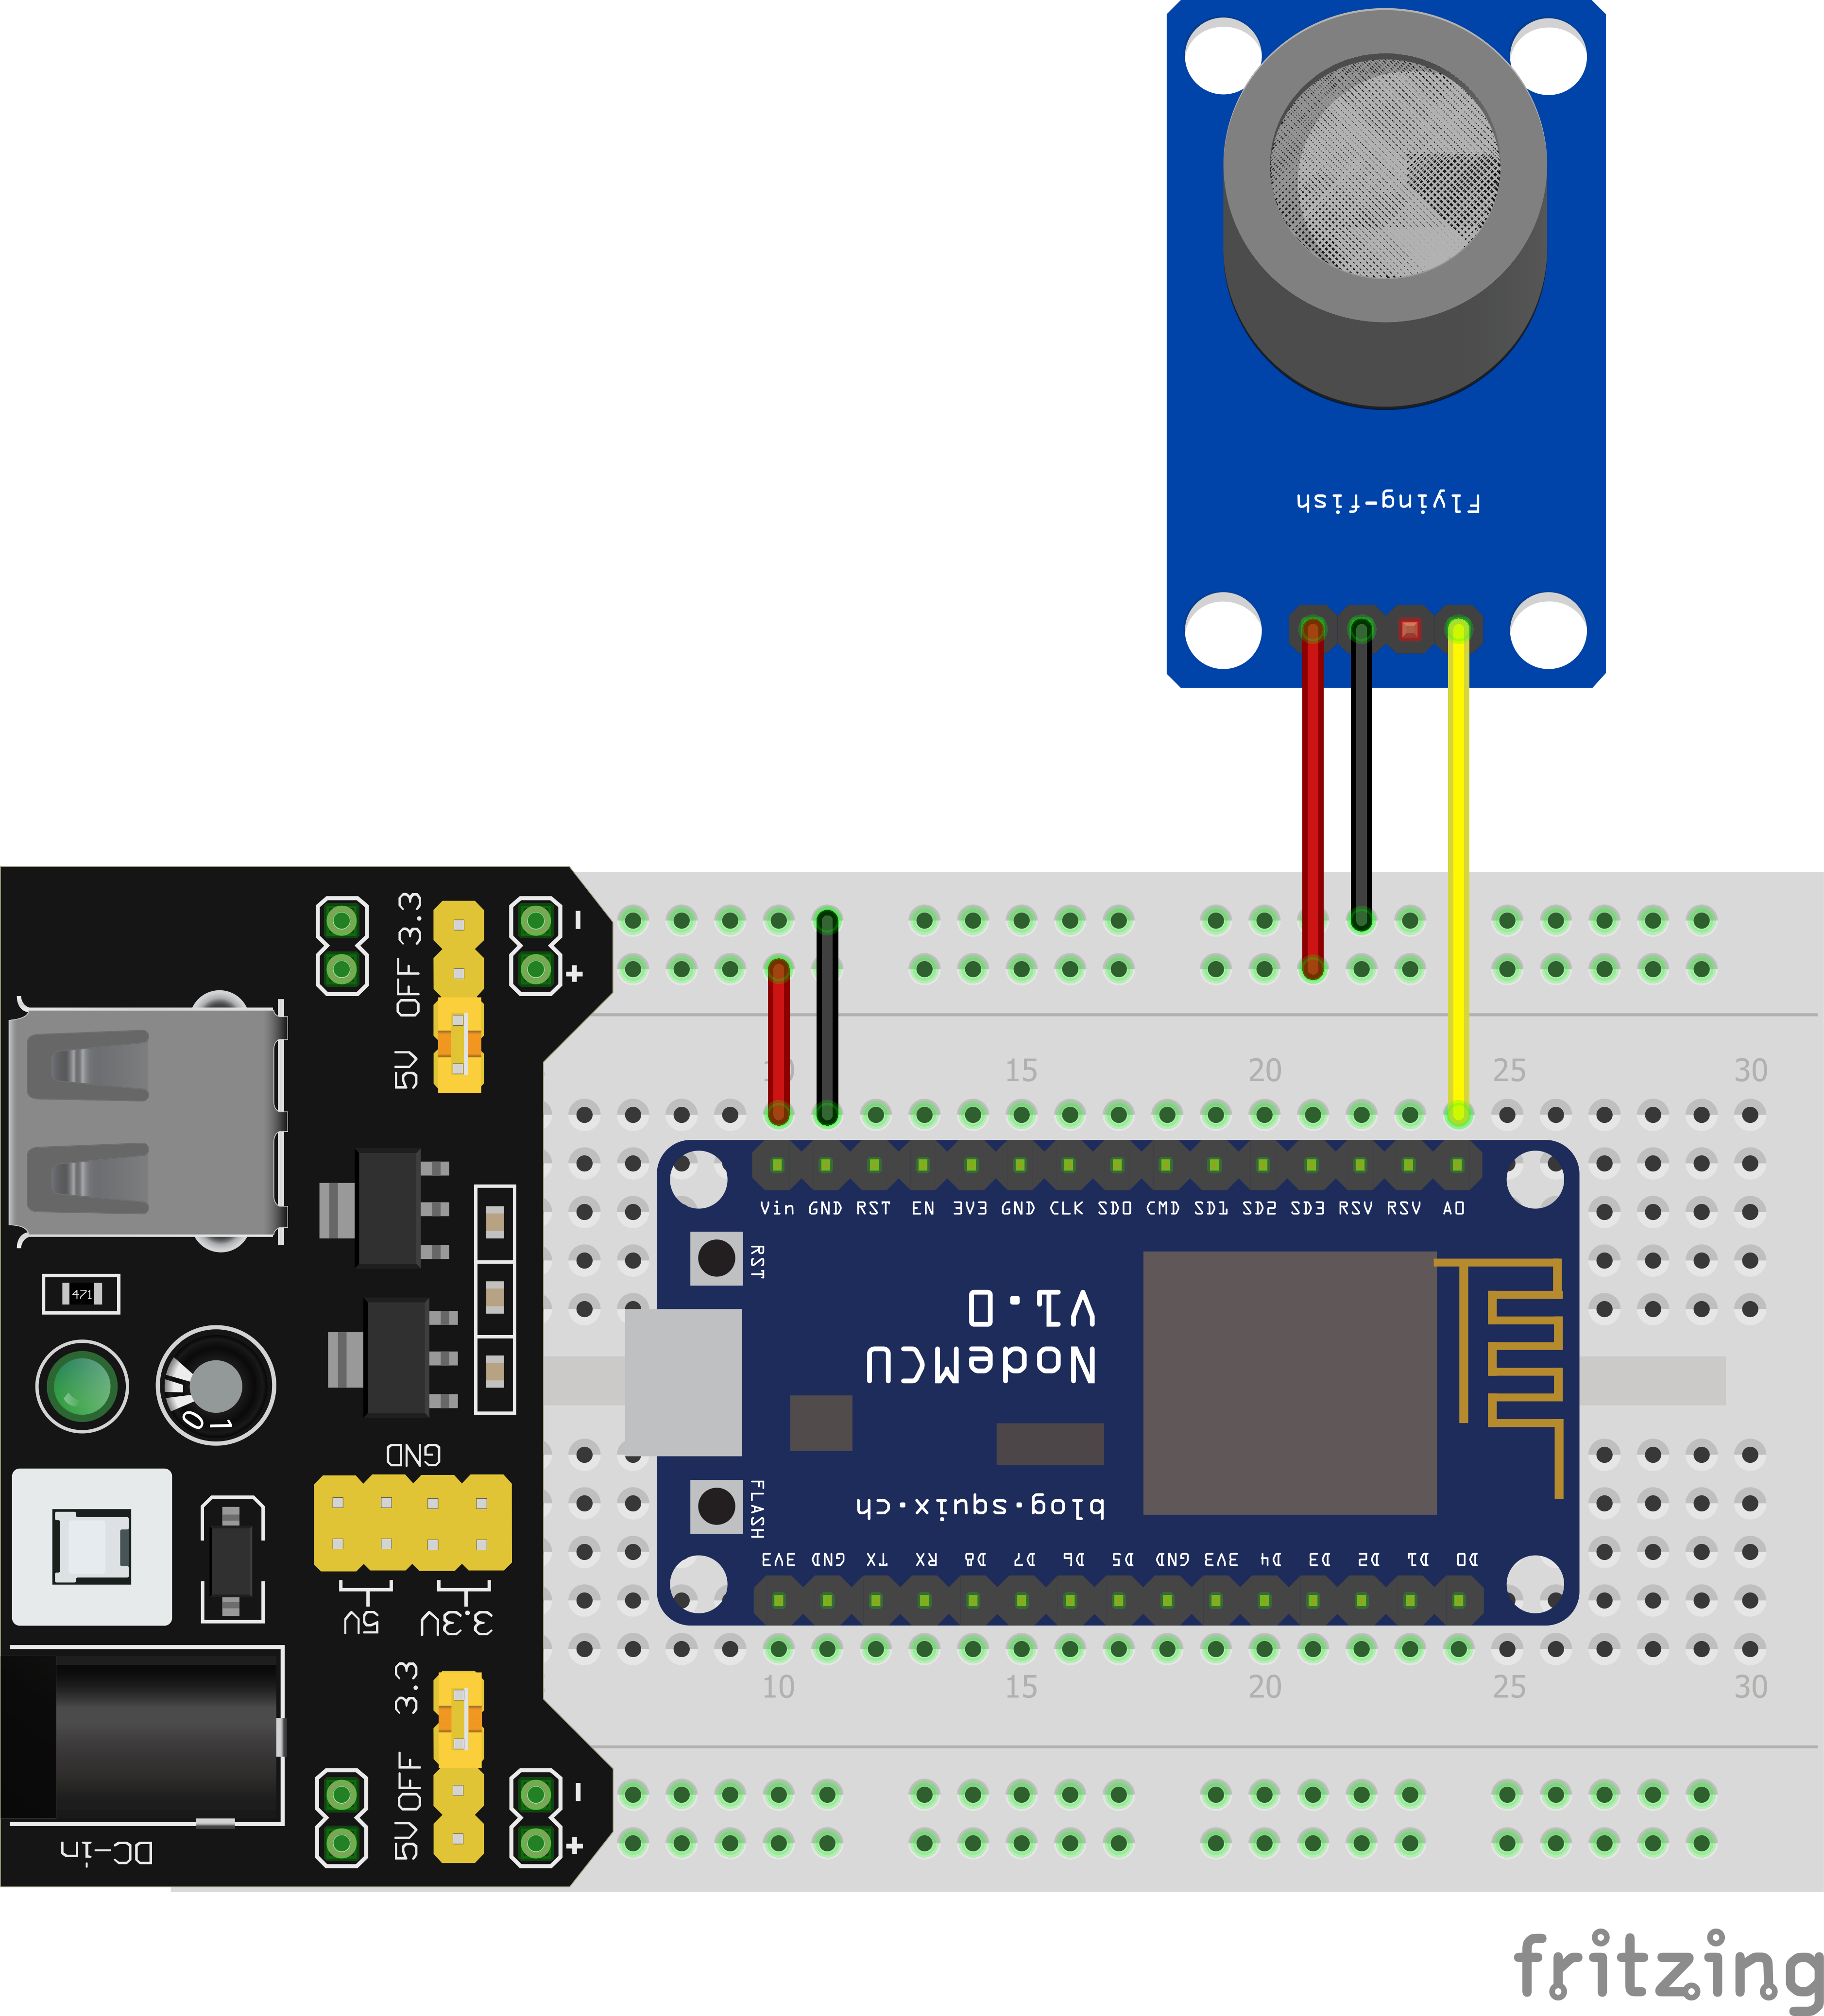 Flying-fish
3.3
OFF
5V
-
+
10 15 20 25 30
Vin GND RST EN 3V3 GND CLK SD0 CMD SD1 SD2 SD3 RSV RSV A0
RST
V1.0
NodeMCU
471
10
GND
FLASH
blog.squix.ch
3V3 GND TX RX D8 D7 D6 D5 GND 3V3 D4 D3 D2 D1 D0
5V
3.3V
10 15 20 25 30
3.3
OFF
5V
-
+
DC-in
fritzing